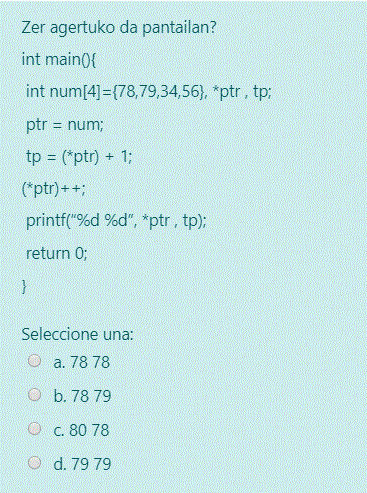 Zer agertuko da pantailan?
int main(){
int num[4]={78,79,34,56}, *ptr , tp;
ptr = num;
tp = (*ptr) + 1;
(*ptr)++;
printf(“%d %d”, *ptr , tp);
return 0;
}
Seleccione una:
a. 78 78
b. 78 79
c. 80 78
d. 79 79